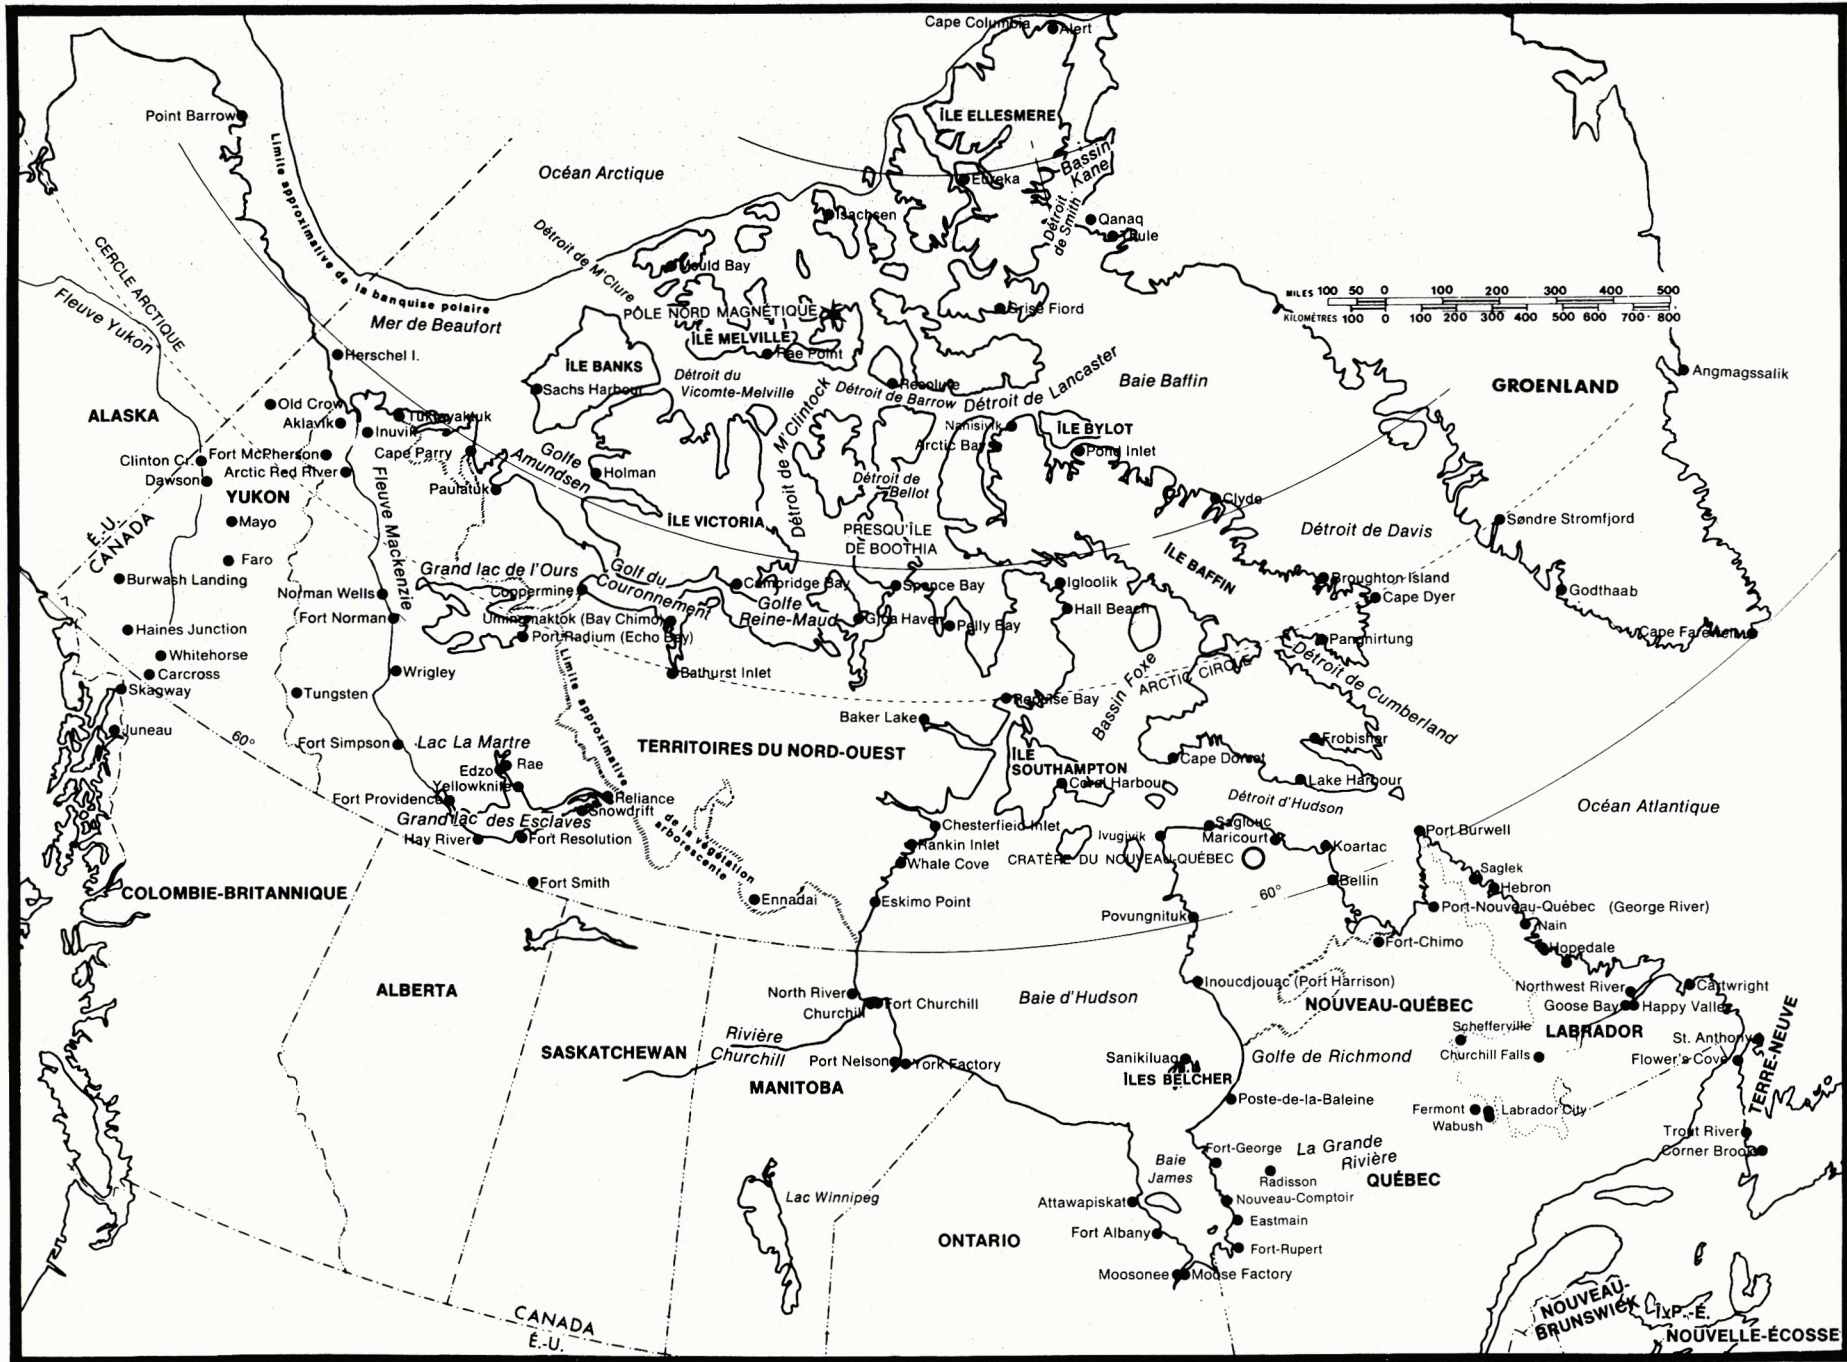 Cape Columbia
Alert
Point Barrow
ÎLE ELLESMERE
Limite approximative de la banquise polaire
Océan Arctique
Bassin
Kane
Eureka
Isachsen
Détroit
de Smith
Qanaq
Thule
CERCLE ARCTIQUE
Détroit de M'Clure
Mould Bay
Fleuve Yukon
Mer de Beaufort
PÔLE NORD MAGNÉTIQUE
Grise Fiord
MILES 100 50 0 100 200 300 400 500
KILOMÈTRES 100 0 100 200 300 400 500 600 700 800
ÎLE MELVILLE
Rae Point
Herschel I.
ÎLE BANKS
Sachs Harbour
Détroit du
Vicomte-Melville
Resolute
Détroit de Barrow
Détroit de Lancaster
Baie Baffin
GROENLAND
Angmagssalik
ALASKA
Old Crow
Aklavik
Tuktoyaktuk
Inuvik
Détroit de M'Clintock
Nanisivik
Arctic Bay
ÎLE BYLOT
Pond Inlet
Clinton Cr.
Dawson
Fort McPherson
Arctic Red River
Cape Parry
Paulatuk
Golfe
Amundsen
Holman
Détroit de
Bellot
Clyde
YUKON
Mayo
Fleuve Mackenzie
ÎLE VICTORIA
PRESQU'ÎLE
DE BOOTHIA
Détroit de Davis
Søndre Stromfjord
É.-U.
CANADA
Faro
Burwash Landing
Grand lac de l'Ours
Golf du
Couronnement
Norman Wells
Coppermine
Cambridge Bay
Spence Bay
Igloolik
ÎLE BAFFIN
Broughton Island
Cape Dyer
Godthaab
Fort Norman
Umingmaktok (Bay Chimo)
Port Radium (Echo Bay)
Golfe
Reine-Maud
Gjoa Haven
Pelly Bay
Hall Beach
Pangnirtung
Cape Farewell
Haines Junction
Whitehorse
Carcross
Skagway
Wrigley
Tungsten
Bathurst Inlet
Limite approximative
de la végétation
arborescente
Repulse Bay
Bassin Foxe
ARCTIC CIRQUE
Détroit de Cumberland
Juneau
60°
Fort Simpson
Lac La Martre
Baker Lake
TERRITOIRES DU NORD-OUEST
ÎLE
SOUTHAMPTON
Coral Harbour
Cape Dorset
Frobisher
Lake Harbour
Edzo
Rae
Yellowknife
Fort Providence
Reliance
Snowdrift
Grand lac des Esclaves
Hay River
Fort Resolution
Détroit d'Hudson
Océan Atlantique
Chesterfield Inlet
Rankin Inlet
Whale Cove
Ivugivik
Saglouc
Maricourt
CRATÈRE DU NOUVEAU-QUÉBEC
Koartac
Port Burwell
Bellin
60°
Saglek
Hebron
COLOMBIE-BRITANNIQUE
Fort Smith
Ennadai
Eskimo Point
Povungnituk
Port-Nouveau-Québec (George River)
Nain
Fort-Chimo
Hopedale
ALBERTA
North River
Churchill
Fort Churchill
Baie d'Hudson
Inoucdjouac (Port Harrison)
NOUVEAU-QUÉBEC
Northwest River
Goose Bay
Happy Valley
Cartwright
SASKATCHEWAN
Rivière
Churchill
Port Nelson
York Factory
MANITOBA
Sanikiluaq
ÎLES BELCHER
Golfe de Richmond
Schefferville
Churchill Falls
LABRADOR
St. Anthony
Flower's Cove
TERRE-NEUVE
Poste-de-la-Baleine
Fermont
Wabush
Labrador City
Trout River
Corner Brook
Fort-George
La Grande
Rivière
Baie
James
Radisson
QUÉBEC
Lac Winnipeg
Attawapiskat
Nouveau-Comptoir
Eastmain
Fort Albany
Fort-Rupert
ONTARIO
Moosonee
Moose Factory
CANADA
É.-U.
NOUVEAU-
BRUNSWICK
Î.-P.-É.
NOUVELLE-ÉCOSSE